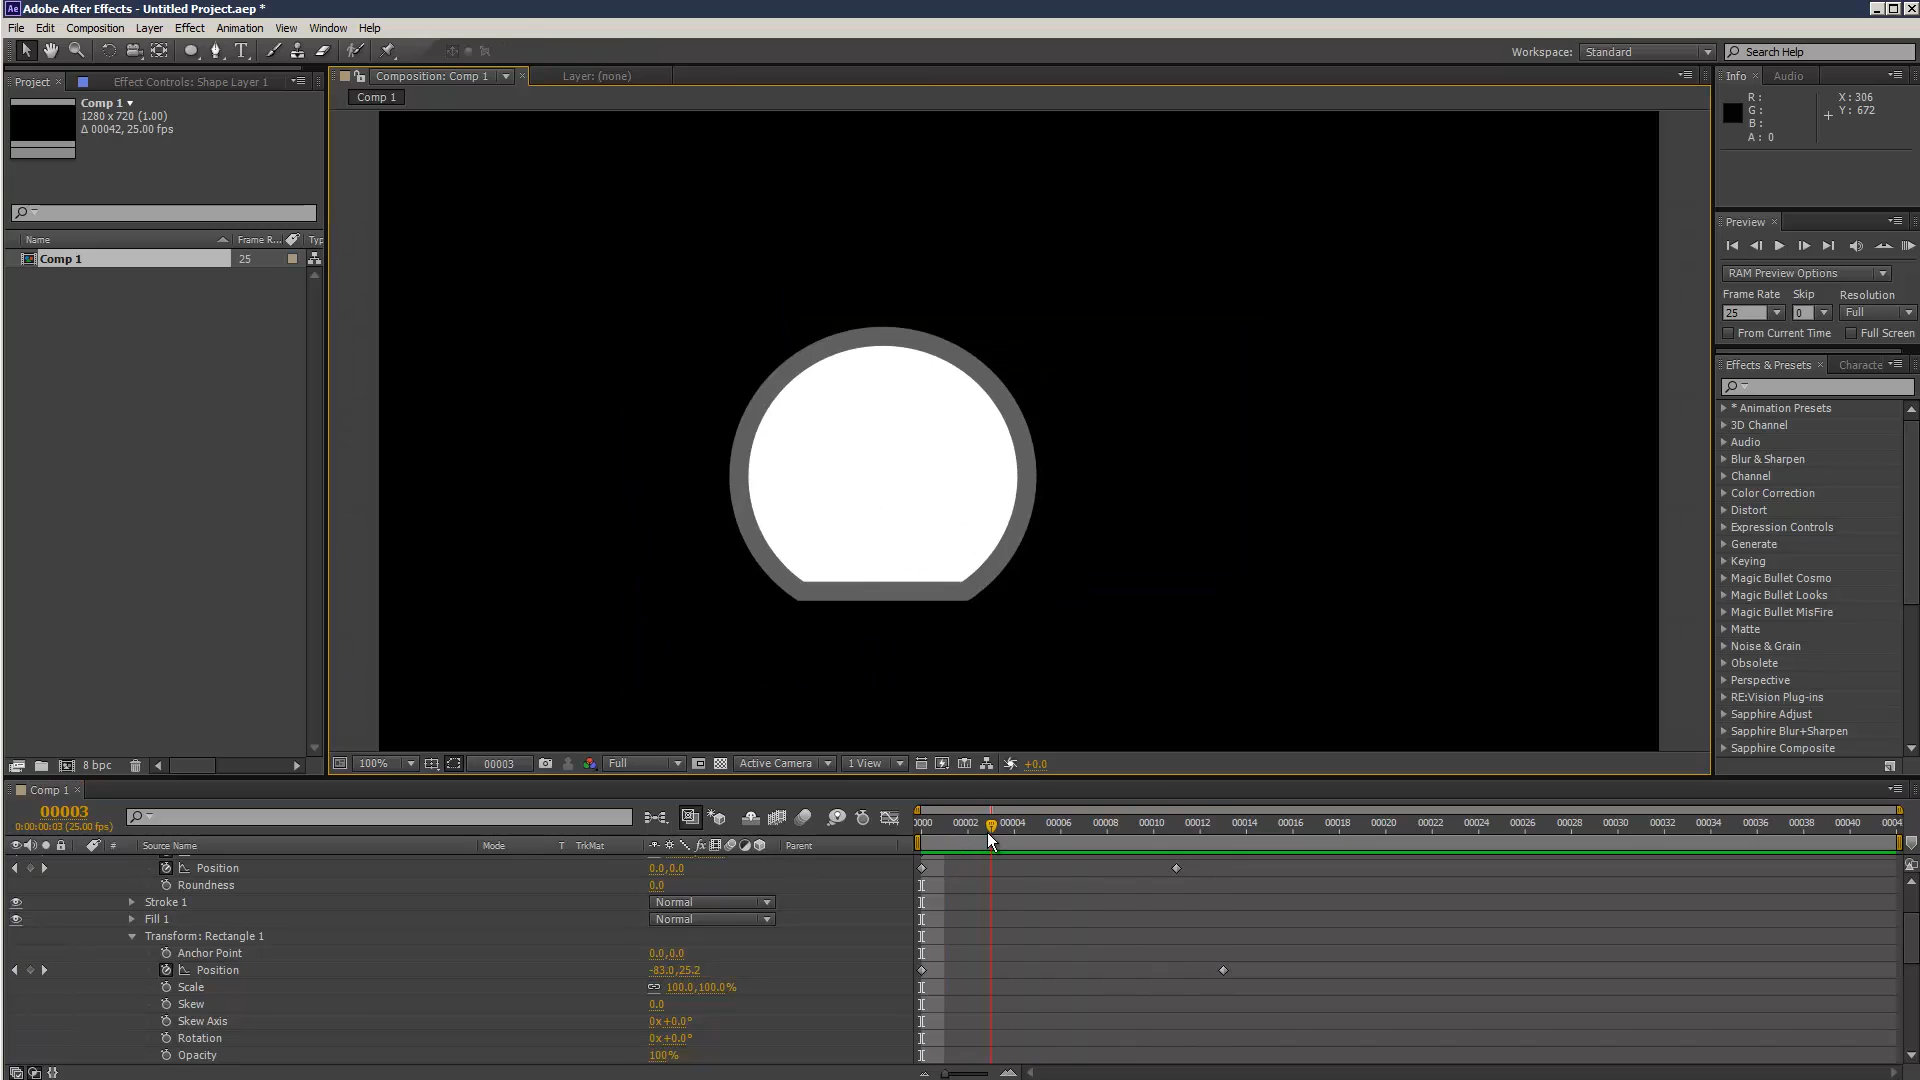 Adobe After Effects - Untitled Project.aep *
File Edit Composition Layer Effect Animation View Window Help
Workspace: Standard Search Help
Project Effect Controls: Shape Layer 1 Composition: Comp 1 Layer: (none) Info Audio
Comp 1
Comp 1
1280 x 720 (1.00)
Δ 00042, 25.00 fps
R:
G:
B:
A: 0
X: 306
Y: 672
Preview
Name Frame R... Typ
Comp 1 25
RAM Preview Options
Frame Rate Skip Resolution
25 0 Full
From Current Time Full Screen
Effects & Presets Characte
* Animation Presets
3D Channel
Audio
Blur & Sharpen
Channel
Color Correction
Distort
Expression Controls
Generate
Keying
Magic Bullet Cosmo
Magic Bullet Looks
Magic Bullet MisFire
Matte
Noise & Grain
Obsolete
Perspective
RE:Vision Plug-ins
Sapphire Adjust
Sapphire Blur+Sharpen
Sapphire Composite
8 bpc
100% 00003 Full Active Camera 1 View +0.0
Comp 1
00003
0:00:00:03 (25.00 fps)
0000 00002 00004 00006 00008 00010 00012 00014 00016 00018 00020 00022 00024 00026 00028 00030 00032 00034 00036 00038 00040 0004
# Source Name Mode T TrkMat Parent
Position 0.0,0.0
Roundness 0.0
Stroke 1 Normal
Fill 1 Normal
Transform: Rectangle 1
Anchor Point 0.0,0.0
Position -83.0,25.2
Scale 100.0,100.0%
Skew 0.0
Skew Axis 0x+0.0°
Rotation 0x+0.0°
Opacity 100%